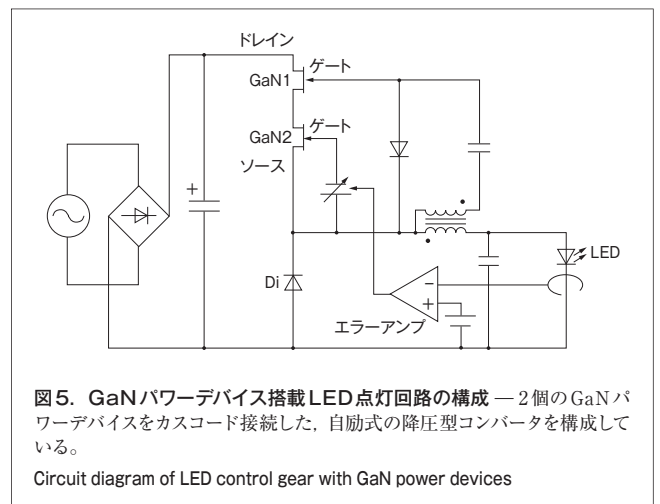 ドレイン
ゲート
GaN1
ゲート
GaN2
ソース
+
LED
Di
−
+
エラーアンプ
図5. GaNパワーデバイス搭載LED点灯回路の構成 — 2個のGaNパ
ワーデバイスをカスコード接続した，自励式の降圧型コンバータを構成して
いる。
Circuit diagram of LED control gear with GaN power devices